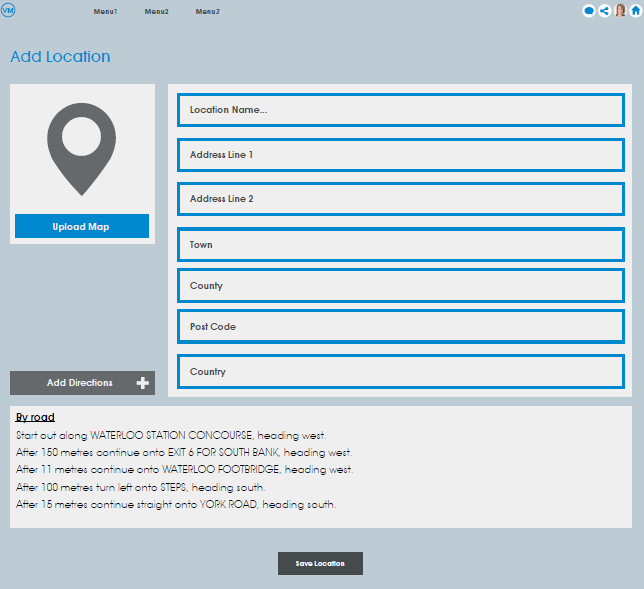 VM
Menu1
Menu2
Menu2
Add Location
Upload Map
Location Name...
Address Line 1
Address Line 2
Town
County
Post Code
Country
Add Directions
By road
Start out along WATERLOO STATION CONCOURSE, heading west.
After 150 metres continue onto EXIT 6 FOR SOUTH BANK, heading west.
After 11 metres continue onto WATERLOO FOOTBRIDGE, heading west.
After 100 metres turn left onto STEPS, heading south.
After 15 metres continue straight onto YORK ROAD, heading south.
Save Location